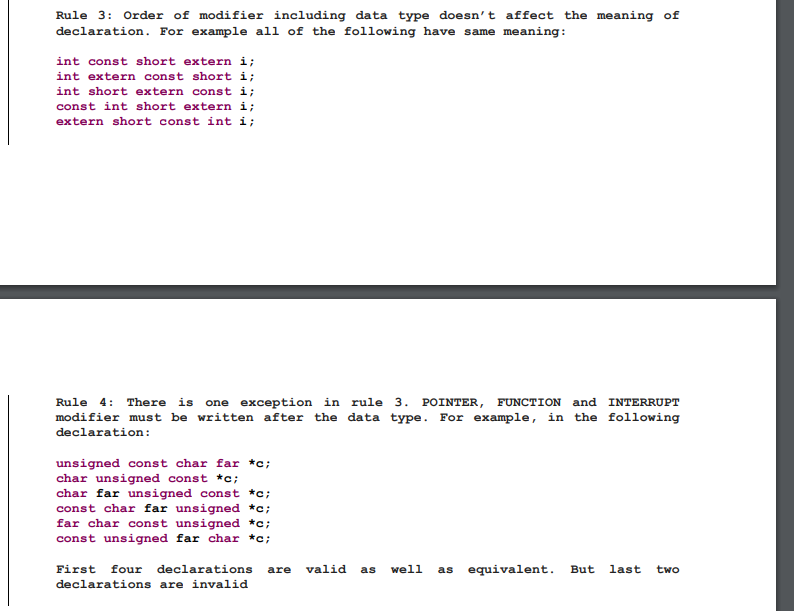 Rule 3: Order of modifier including data type doesn't affect the meaning of
declaration. For example all of the following have same meaning:
int const short extern i;
int extern const short i;
int short extern const i;
const int short extern i;
extern short const int i;
Rule 4: There is one exception in rule 3. POINTER, FUNCTION and INTERRUPT
modifier must be written after the data type. For example, in the following
declaration:
unsigned const char far *c;
char unsigned const *c;
char far unsigned const *c;
const char far unsigned *c;
far char const unsigned *c;
const unsigned far char *c;
First four declarations are valid as well as equivalent. But last two
declarations are invalid